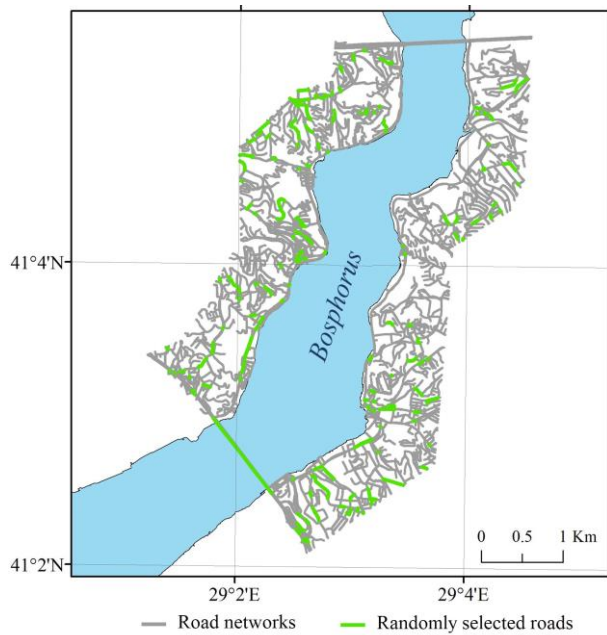 41°4'N
Bosphorus
0 0.5 1 Km
41°2'N
29°2'E 29°4'E
Road networks Randomly selected roads